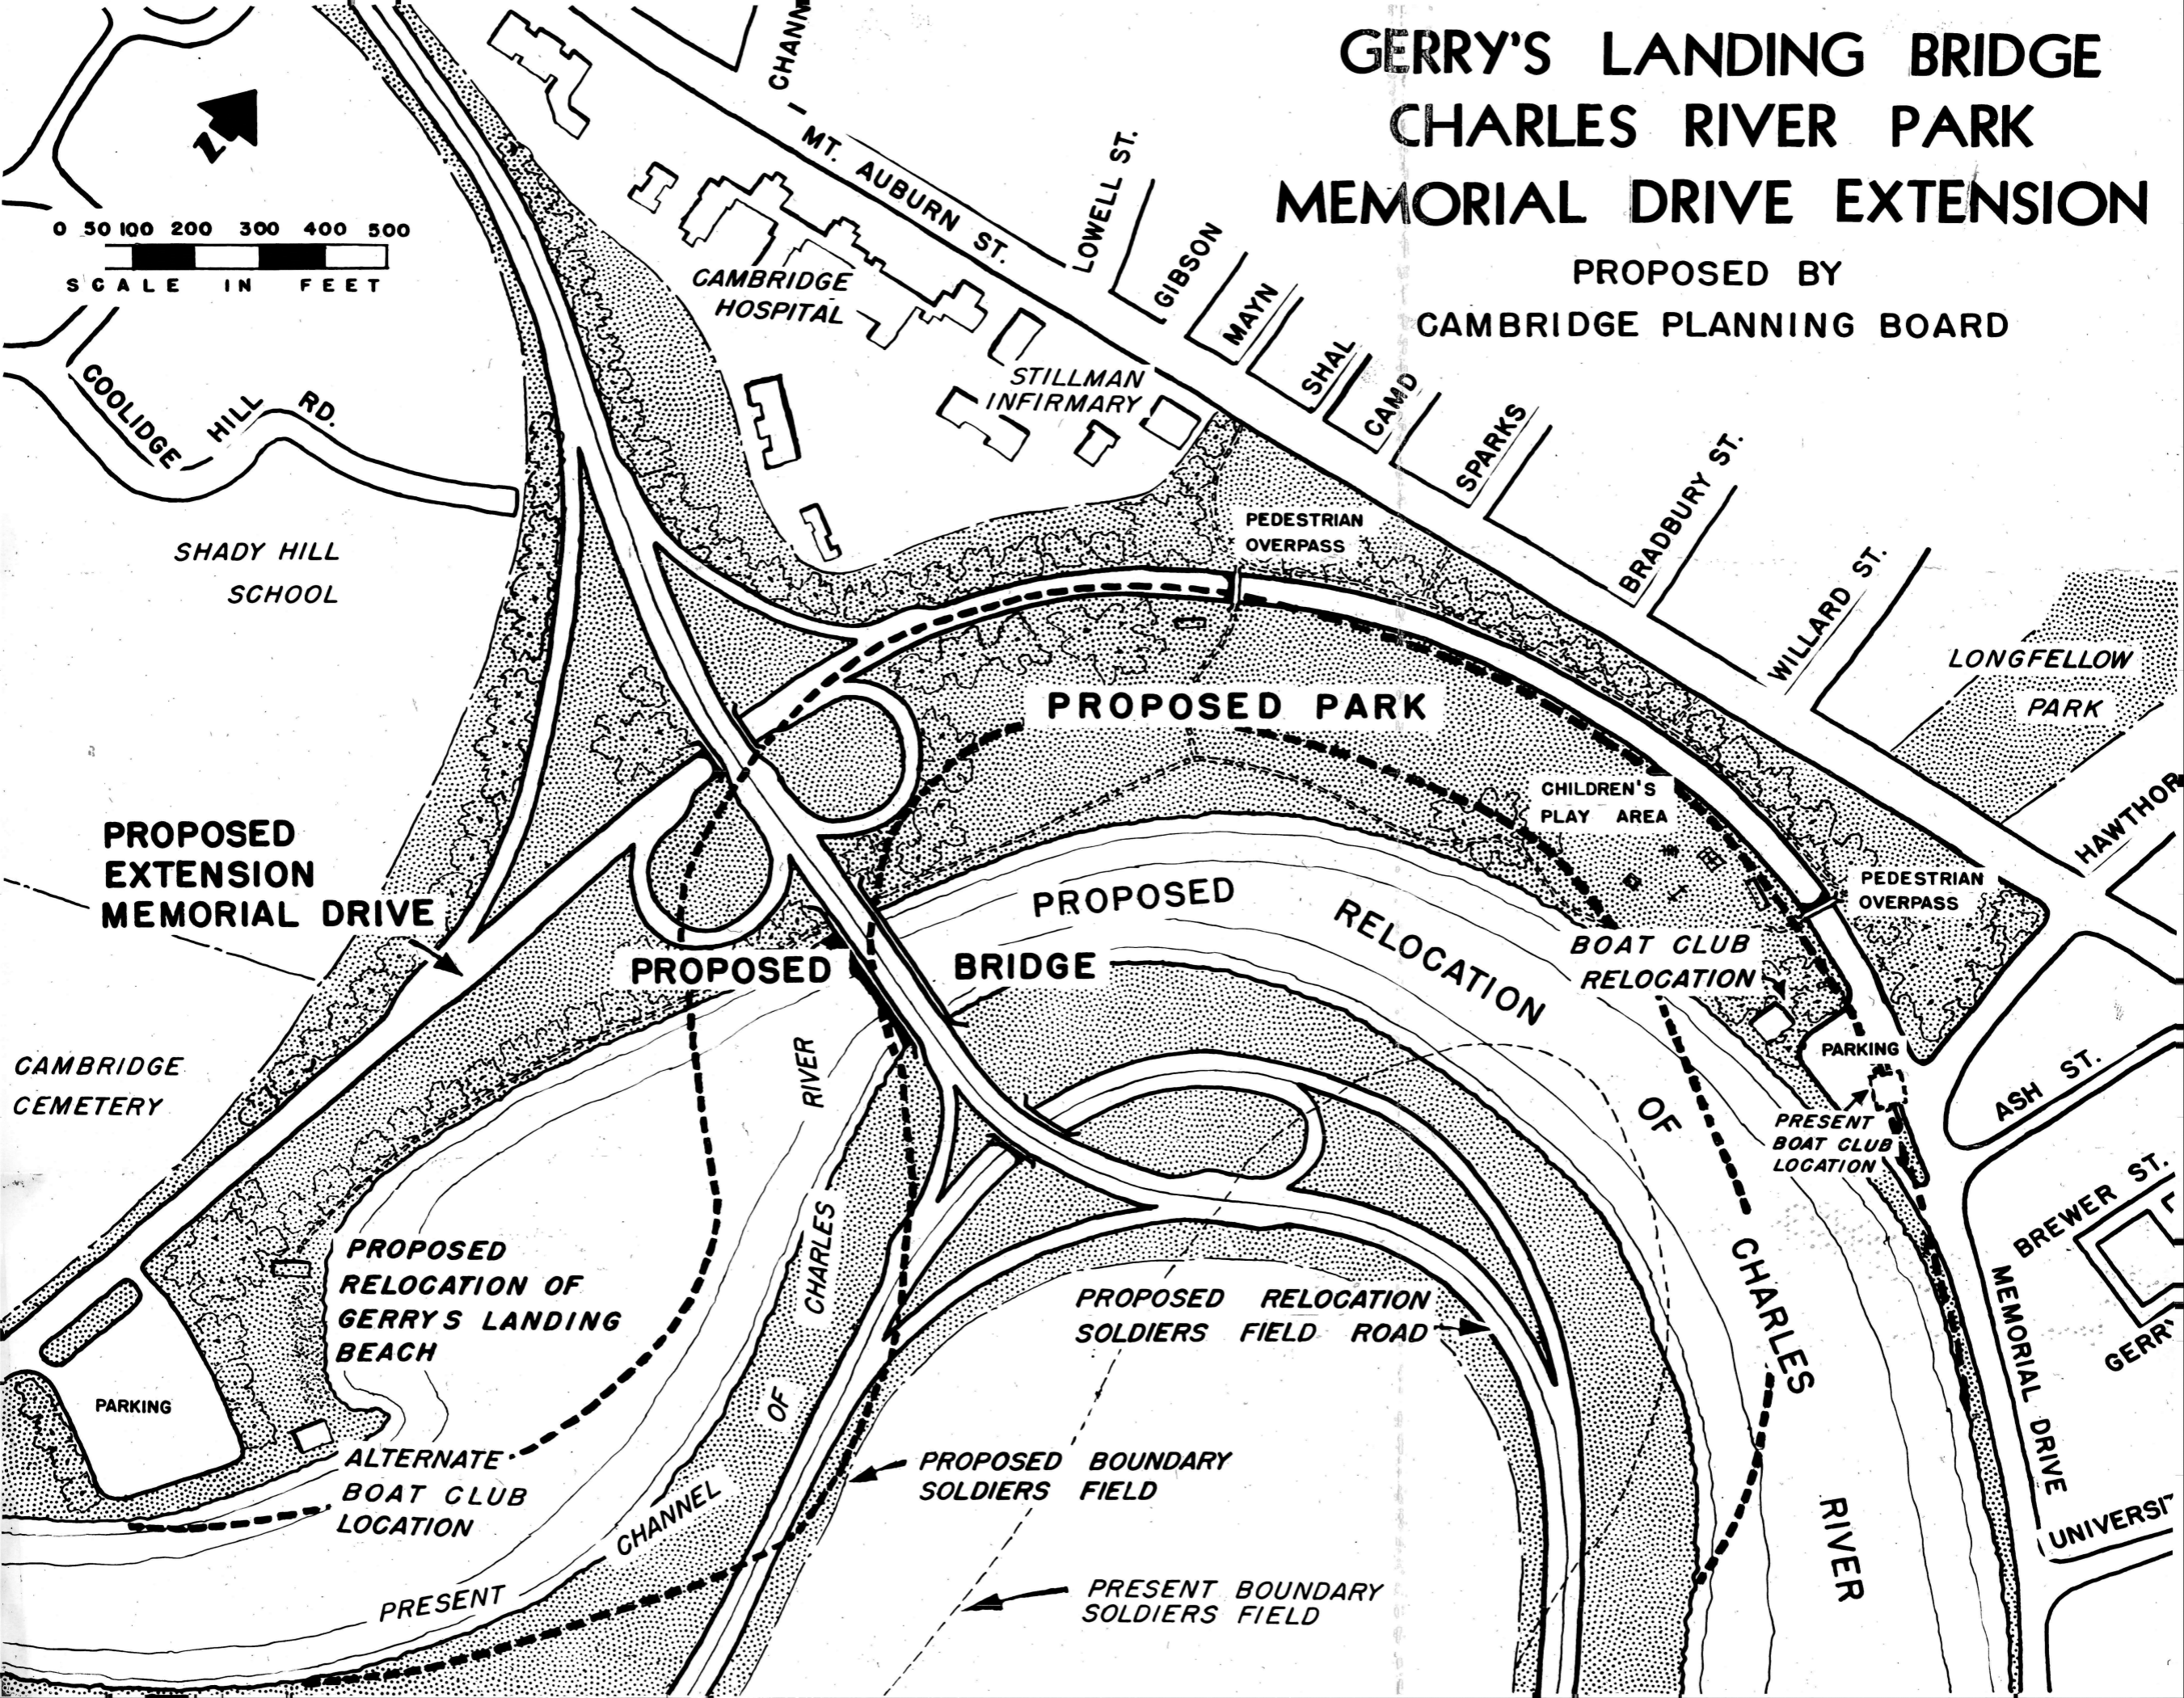 GERRY'S LANDING BRIDGE
CHARLES RIVER PARK
MEMORIAL DRIVE EXTENSION
PROPOSED BY
CAMBRIDGE PLANNING BOARD
N
0 50 100 200 300 400 500
SCALE IN FEET
CHANN
MT. AUBURN ST.
LOWELL ST.
GIBSON
MAYN
SHAL
CAMD
SPARKS
BRADBURY ST.
WILLARD ST.
HAWTHOR
CAMBRIDGE
HOSPITAL
STILLMAN
INFIRMARY
COOLIDGE HILL RD.
SHADY HILL
SCHOOL
PEDESTRIAN
OVERPASS
LONGFELLOW
PARK
PROPOSED PARK
CHILDREN'S
PLAY AREA
PROPOSED
EXTENSION
MEMORIAL DRIVE
PEDESTRIAN
OVERPASS
PROPOSED RELOCATION OF CHARLES RIVER
BOAT CLUB
RELOCATION
PROPOSED BRIDGE
PARKING
ASH ST.
CAMBRIDGE
CEMETERY
PRESENT
BOAT CLUB
LOCATION
BREWER ST.
GERRY'
MEMORIAL DRIVE
UNIVERSIT
PROPOSED
RELOCATION OF
GERRY'S LANDING
BEACH
PROPOSED RELOCATION
SOLDIERS FIELD ROAD
PARKING
ALTERNATE
BOAT CLUB
LOCATION
PROPOSED BOUNDARY
SOLDIERS FIELD
PRESENT CHANNEL OF CHARLES RIVER
PRESENT BOUNDARY
SOLDIERS FIELD